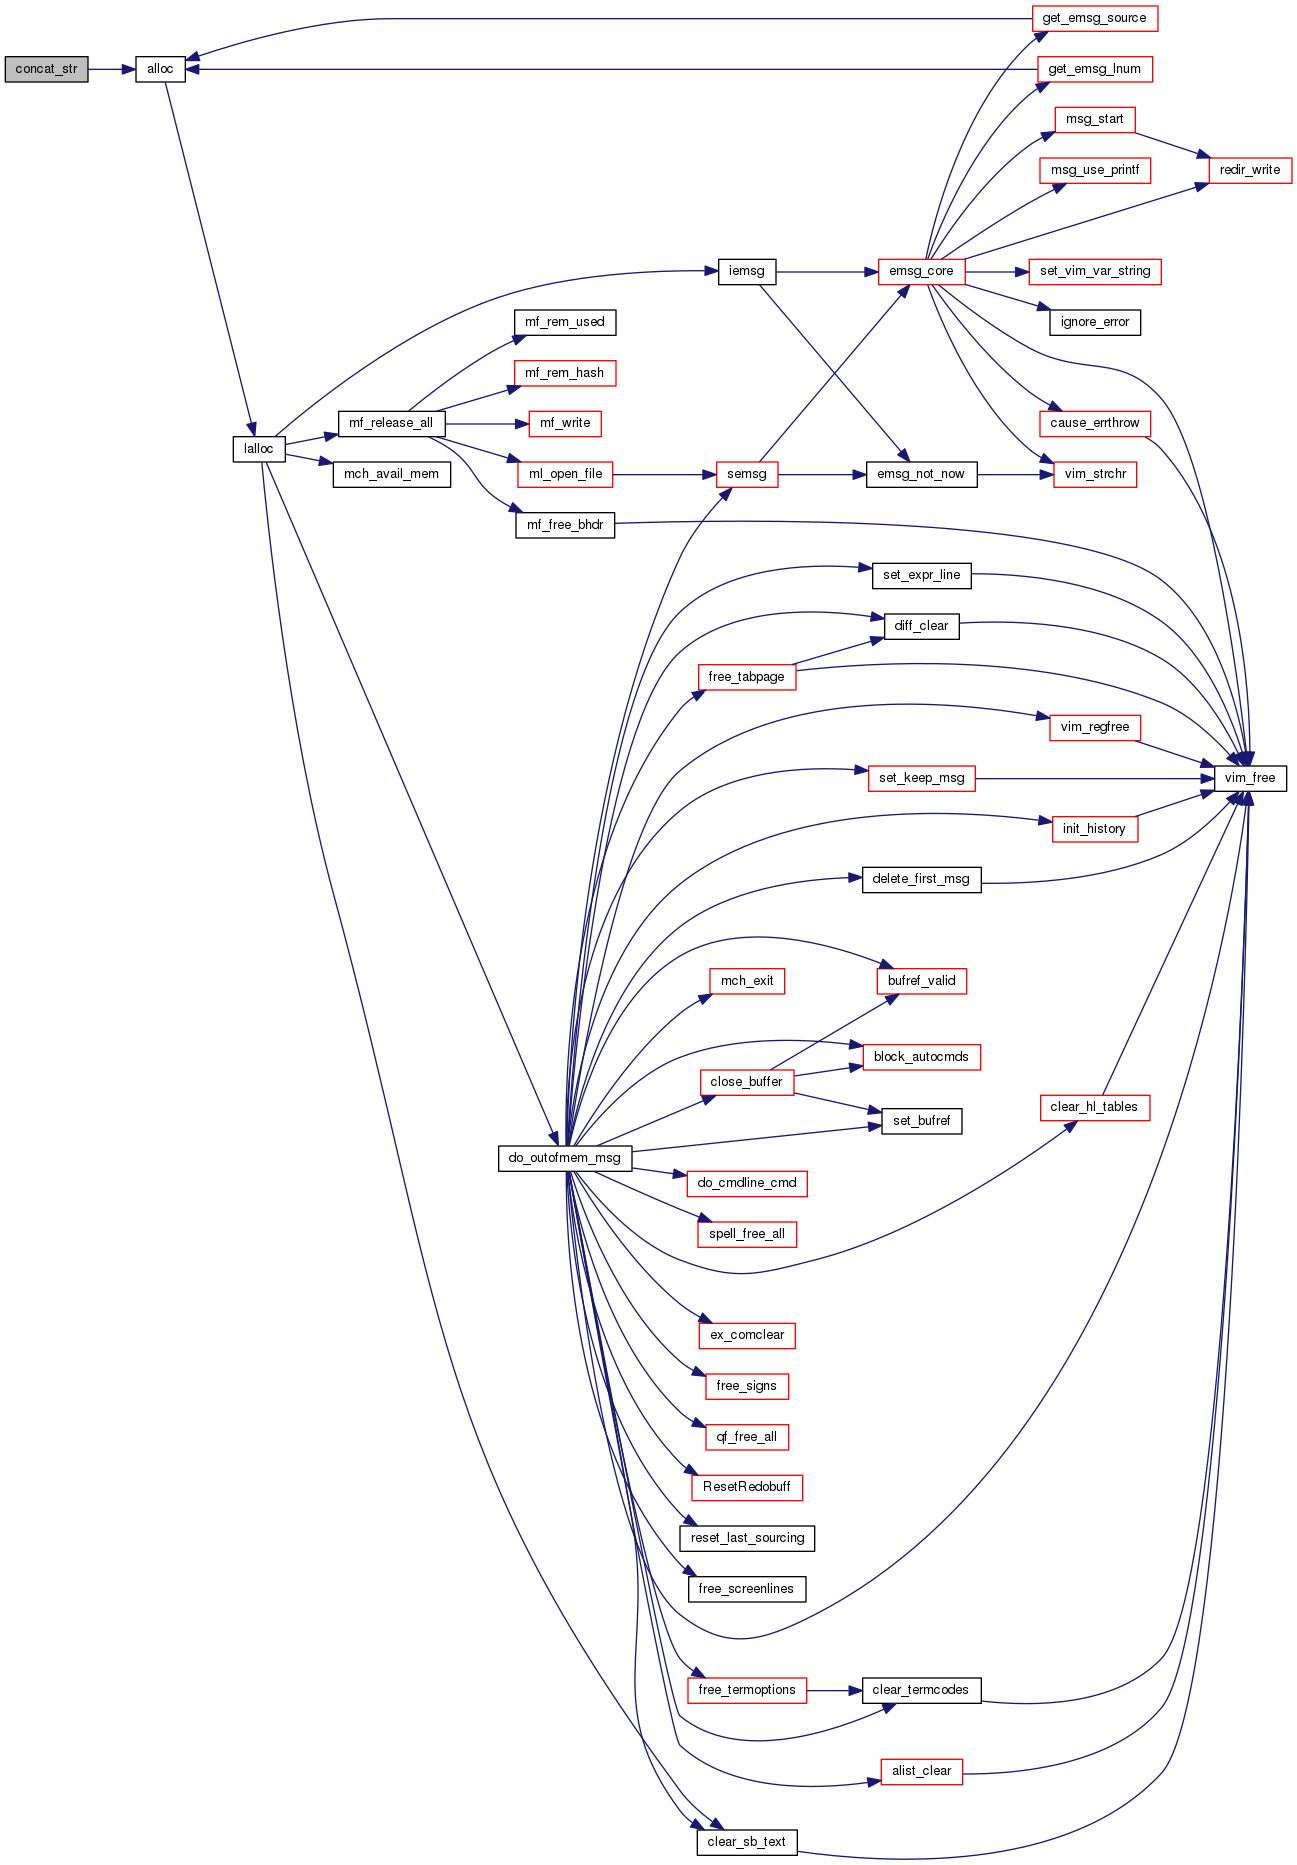 get_emsg_source
concat_str
alloc
get_emsg_lnum
msg_start
msg_use_printf
redir_write
iemsg
emsg_core
set_vim_var_string
mf_rem_used
ignore_error
mf_rem_hash
mf_release_all
mf_write
cause_errthrow
lalloc
mch_avail_mem
ml_open_file
semsg
emsg_not_now
vim_strchr
mf_free_bhdr
set_expr_line
diff_clear
free_tabpage
vim_regfree
set_keep_msg
vim_free
init_history
delete_first_msg
mch_exit
bufref_valid
block_autocmds
close_buffer
clear_hl_tables
set_bufref
do_outofmem_msg
do_cmdline_cmd
spell_free_all
ex_comclear
free_signs
qf_free_all
ResetRedobuff
reset_last_sourcing
free_screenlines
free_termoptions
clear_termcodes
alist_clear
clear_sb_text